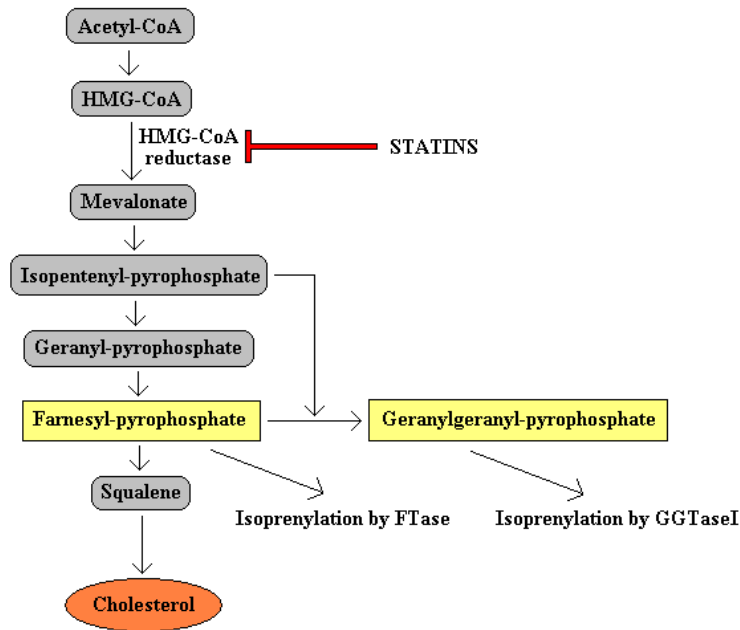 Acetyl-CoA
HMG-CoA
HMG-CoA
reductase
STATINS
Mevalonate
Isopentenyl-pyrophosphate
Geranyl-pyrophosphate
Farnesyl-pyrophosphate
Geranylgeranyl-pyrophosphate
Squalene
Isoprenylation by FTase
Isoprenylation by GGTaseI
Cholesterol